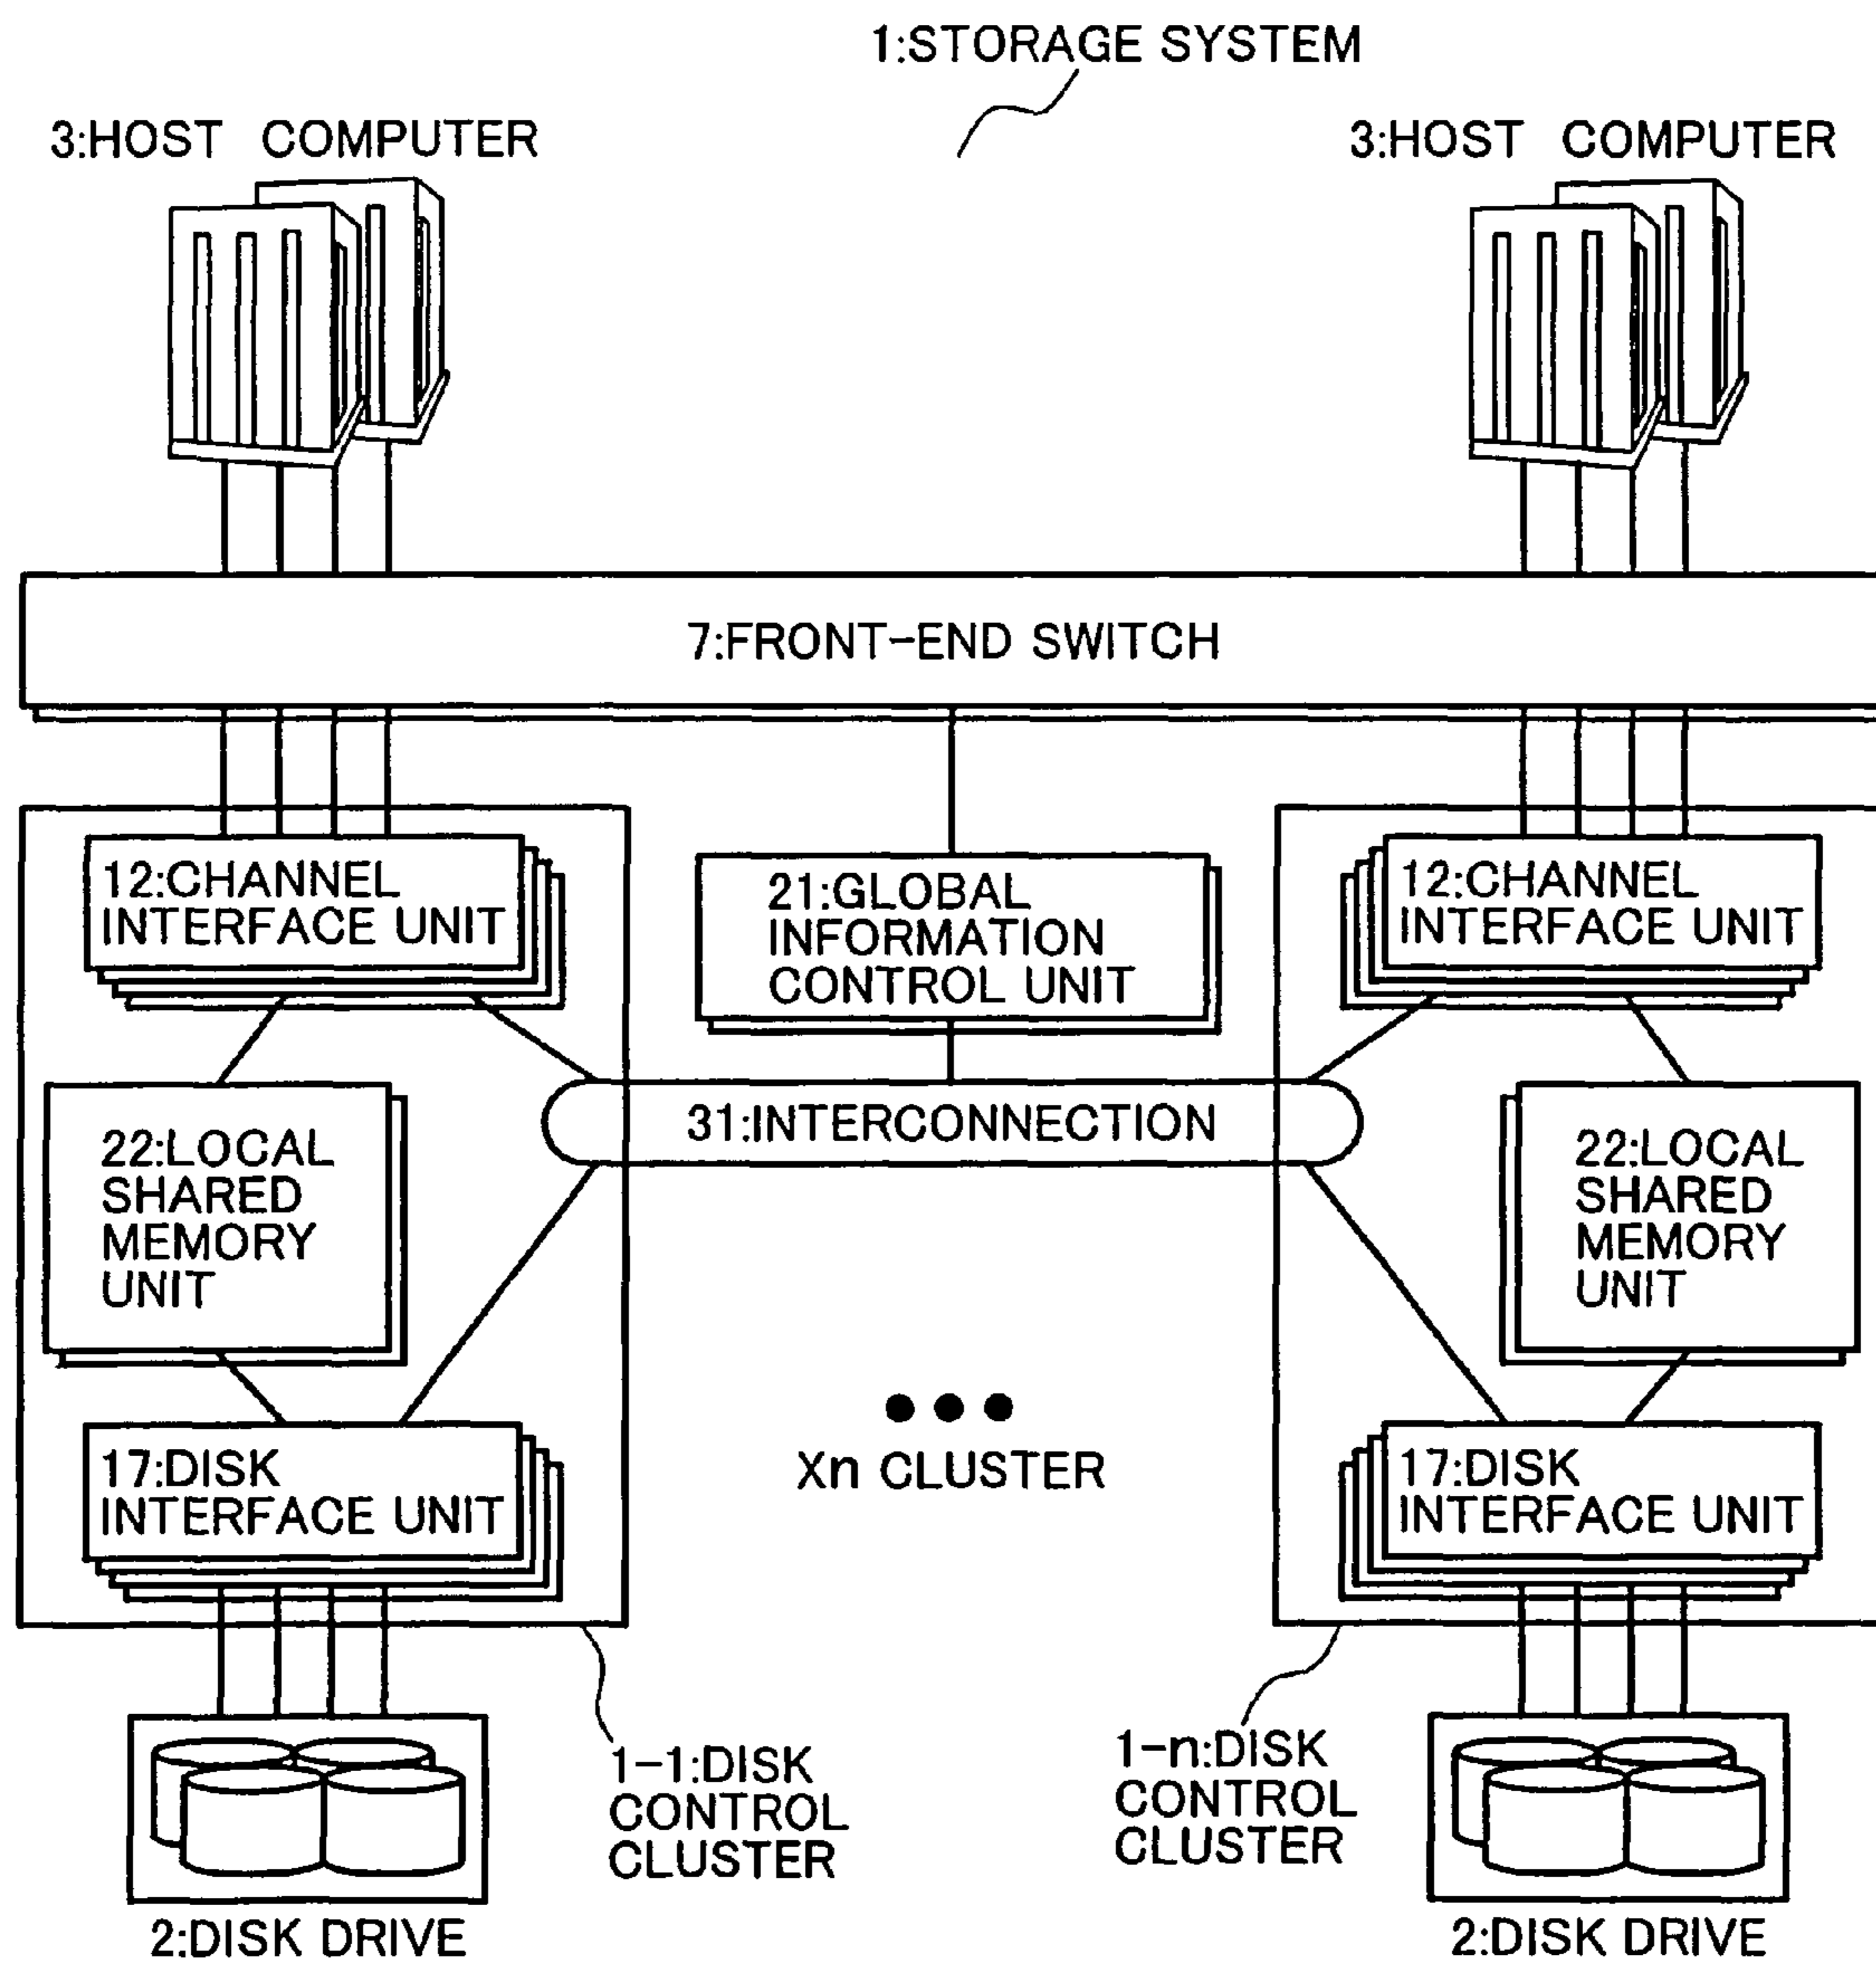 1:STORAGE SYSTEM
3:HOST COMPUTER
3:HOST COMPUTER
7:FRONT-END SWITCH
12:CHANNEL
INTERFACE UNIT
21:GLOBAL
INFORMATION
CONTROL UNIT
12:CHANNEL
INTERFACE UNIT
31:INTERCONNECTION
22:LOCAL
SHARED
MEMORY
UNIT
22:LOCAL
SHARED
MEMORY
UNIT
17:DISK
INTERFACE UNIT
Xn CLUSTER
17:DISK
INTERFACE UNIT
1-1:DISK
CONTROL
CLUSTER
1-n:DISK
CONTROL
CLUSTER
2:DISK DRIVE
2:DISK DRIVE